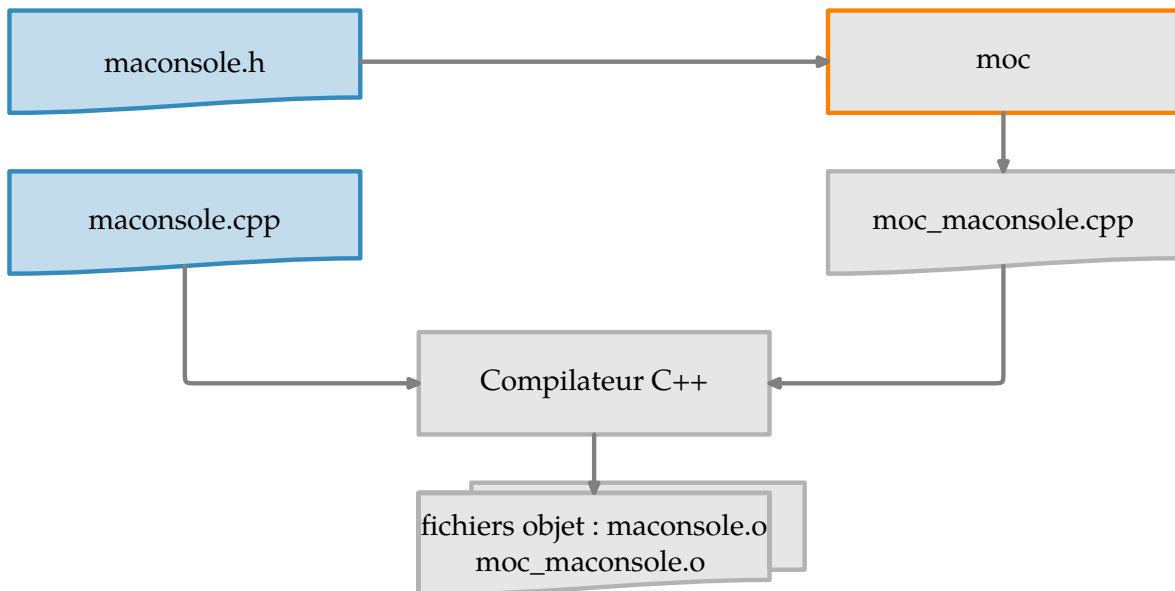 maconsole.h
moc
maconsole.cpp
moc_maconsole.cpp
Compilateur C++
fichiers objet : maconsole.o
moc_maconsole.o